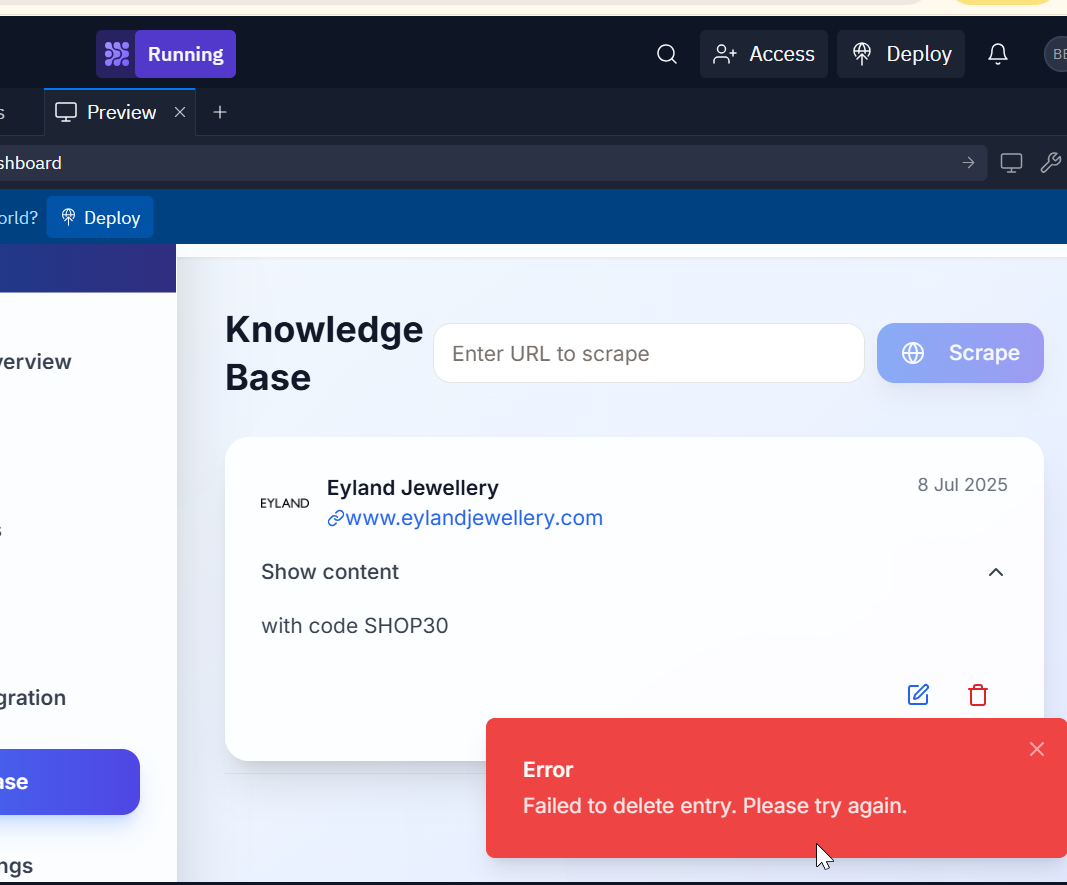 Running
Access
Deploy
BE
s
Preview
shboard
orld?
Deploy
Knowledge
Base
Enter URL to scrape
Scrape
verview
EYLAND
Eyland Jewellery
8 Jul 2025
www.eylandjewellery.com
s
Show content
with code SHOP30
gration
Error
Failed to delete entry. Please try again.
ase
ngs